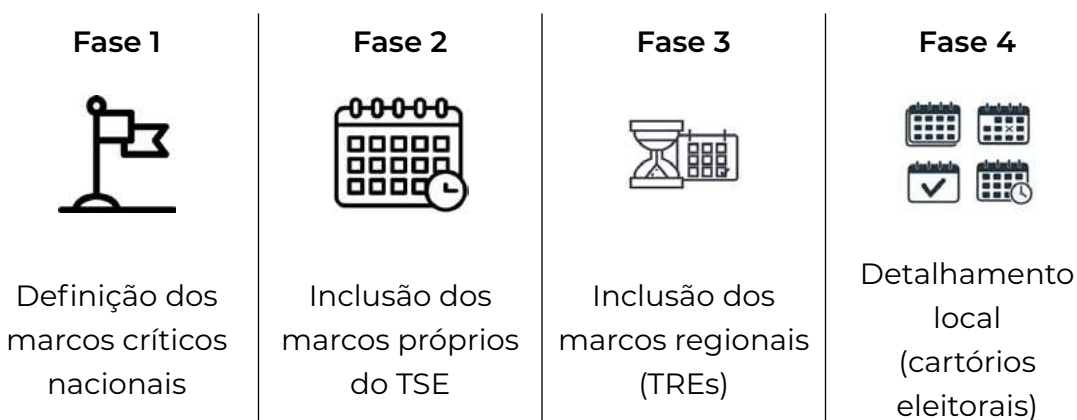 Fase 1
Definição dos
marcos críticos
nacionais
Fase 2
Inclusão dos
marcos próprios
do TSE
Fase 3
Inclusão dos
marcos regionais
(TREs)
Fase 4
Detalhamento
local
(cartórios
eleitorais)